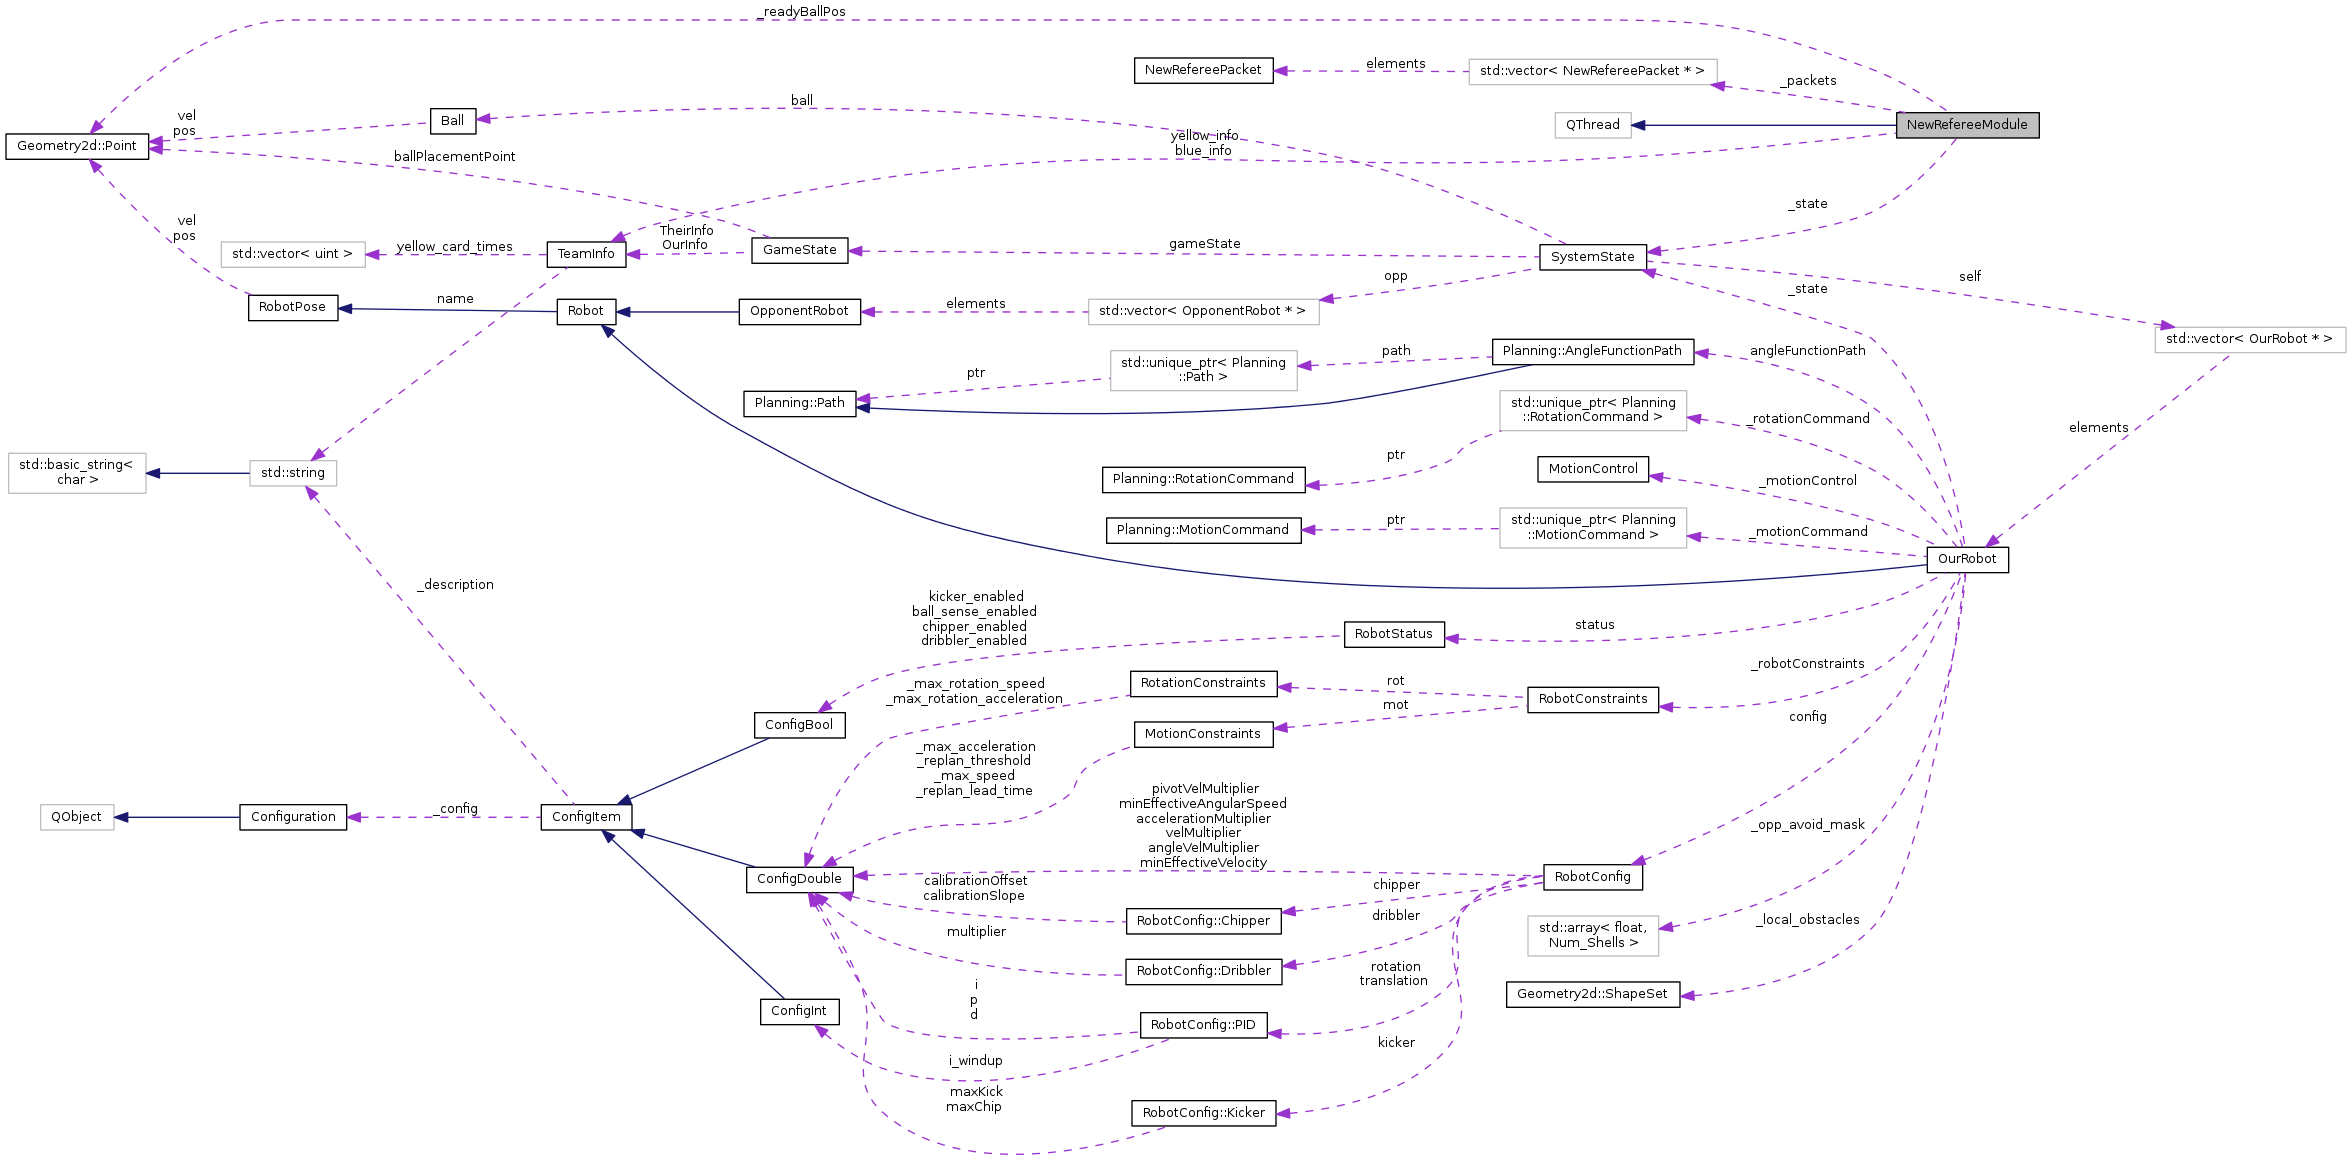 _readyBallPos
NewRefereePacket
elements
std::vector< NewRefereePacket * >
_packets
ball
vel
pos
Ball
Geometry2d::Point
QThread
NewRefereeModule
yellow_info
blue_info
ballPlacementPoint
_state
vel
pos
std::vector< uint >
yellow_card_times
TeamInfo
TheirInfo
OurInfo
GameState
gameState
SystemState
opp
self
_state
RobotPose
name
Robot
OpponentRobot
elements
std::vector< OpponentRobot * >
std::vector< OurRobot * >
Planning::Path
ptr
std::unique_ptr< Planning
::Path >
path
Planning::AngleFunctionPath
angleFunctionPath
std::unique_ptr< Planning
::RotationCommand >
_rotationCommand
elements
std::basic_string<
char >
std::string
Planning::RotationCommand
ptr
MotionControl
_motionControl
Planning::MotionCommand
ptr
std::unique_ptr< Planning
::MotionCommand >
_motionCommand
OurRobot
_description
kicker_enabled
ball_sense_enabled
chipper_enabled
dribbler_enabled
RobotStatus
status
_max_rotation_speed
_max_rotation_acceleration
RotationConstraints
rot
mot
RobotConstraints
_robotConstraints
ConfigBool
MotionConstraints
config
_max_acceleration
_replan_threshold
_max_speed
_replan_lead_time
pivotVelMultiplier
minEffectiveAngularSpeed
accelerationMultiplier
velMultiplier
angleVelMultiplier
minEffectiveVelocity
QObject
Configuration
_config
ConfigItem
_opp_avoid_mask
ConfigDouble
calibrationOffset
calibrationSlope
RobotConfig
chipper
RobotConfig::Chipper
dribbler
multiplier
std::array< float,
Num_Shells >
_local_obstacles
RobotConfig::Dribbler
rotation
translation
i
p
d
Geometry2d::ShapeSet
ConfigInt
RobotConfig::PID
i_windup
kicker
maxKick
maxChip
RobotConfig::Kicker